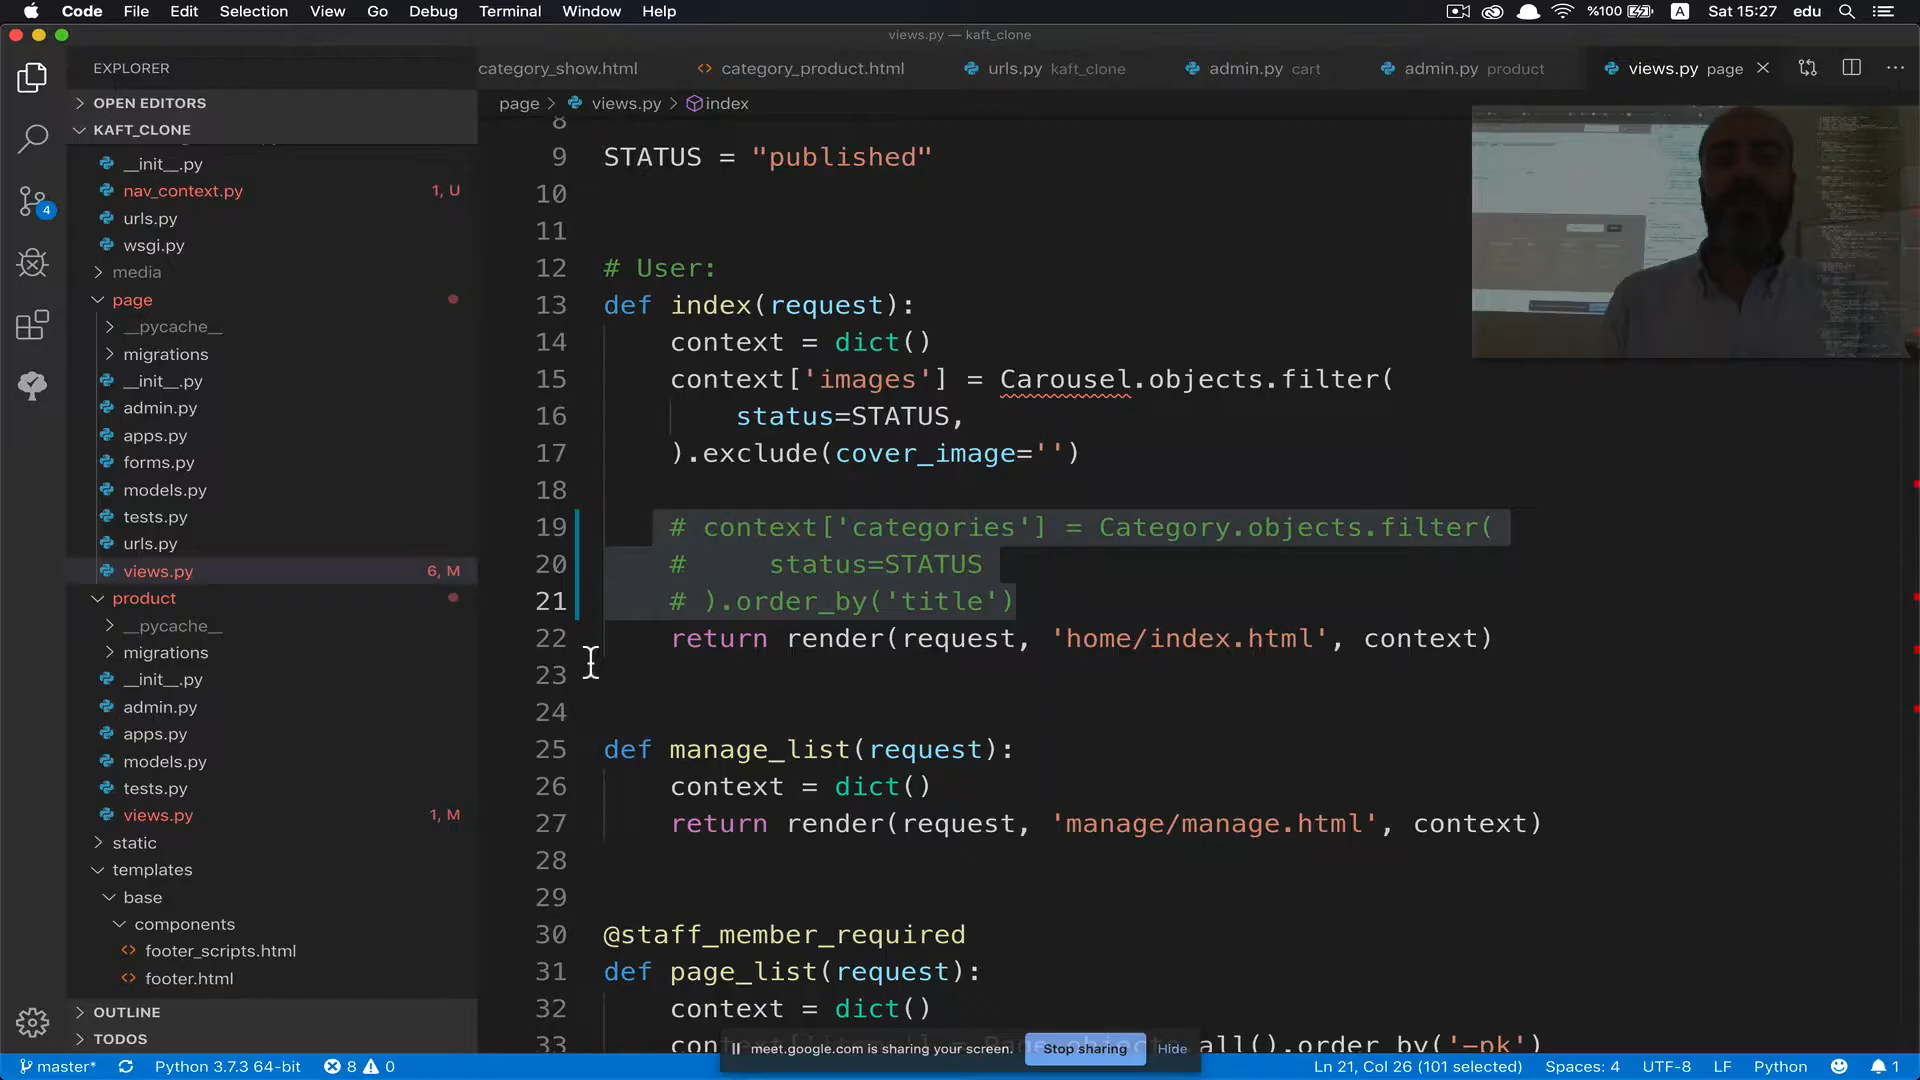 Code File Edit Selection View Go Debug Terminal Window Help %100 A Sat 15:27 edu
views.py — kaft_clone
EXPLORER
category_show.html category_product.html urls.py kaft_clone admin.py cart admin.py product views.py page
OPEN EDITORS
page > views.py > index
KAFT_CLONE
__init__.py
nav_context.py 1, U
urls.py
wsgi.py
media
page
__pycache__
migrations
__init__.py
admin.py
apps.py
forms.py
models.py
tests.py
urls.py
views.py 6, M
product
__pycache__
migrations
__init__.py
admin.py
apps.py
models.py
tests.py
views.py 1, M
static
templates
base
components
footer_scripts.html
footer.html
OUTLINE
TODOS
4
8
9 STATUS = "published"
10
11
12 # User:
13 def index(request):
14 context = dict()
15 context['images'] = Carousel.objects.filter(
16 status=STATUS,
17 ).exclude(cover_image='')
18
19 # context['categories'] = Category.objects.filter(
20 # status=STATUS
21 # ).order_by('title')
22 return render(request, 'home/index.html', context)
23
24
25 def manage_list(request):
26 context = dict()
27 return render(request, 'manage/manage.html', context)
28
29
30 @staff_member_required
31 def page_list(request):
32 context = dict()
33 all().order_by('-pk')
meet.google.com is sharing your screen. Stop sharing Hide
master* Python 3.7.3 64-bit 8 0 Ln 21, Col 26 (101 selected) Spaces: 4 UTF-8 LF Python 1